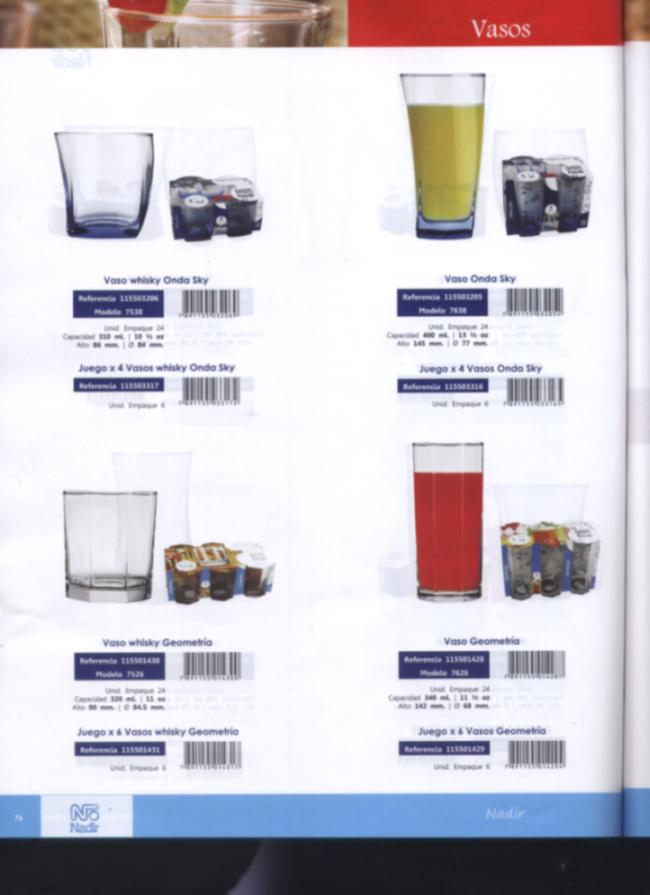 Vasos
Vaso whisky Onda Sky
Referencia 115503206
Modelo 7538
Unid. Empaque 24
Capacidad 310 ml. | 10 ½ oz
Alto 86 mm. | Ø 84 mm.
Juego x 4 Vasos whisky Onda Sky
Referencia 115503317
Unid. Empaque 6
Vaso Onda Sky
Referencia 115503205
Modelo 7638
Unid. Empaque 24
Capacidad 400 ml. | 13 ½ oz
Alto 145 mm. | Ø 77 mm.
Juego x 4 Vasos Onda Sky
Referencia 115503316
Unid. Empaque 6
Vaso whisky Geometría
Referencia 115501430
Modelo 7526
Unid. Empaque 24
Capacidad 320 ml. | 11 oz
Alto 90 mm. | Ø 84.5 mm.
Juego x 6 Vasos whisky Geometría
Referencia 115501431
Unid. Empaque 6
Vaso Geometría
Referencia 115501428
Modelo 7626
Unid. Empaque 24
Capacidad 340 ml. | 11 ½ oz
Alto 142 mm. | Ø 68 mm.
Juego x 6 Vasos Geometría
Referencia 115501429
Unid. Empaque 6
76
Nadir
Nadir